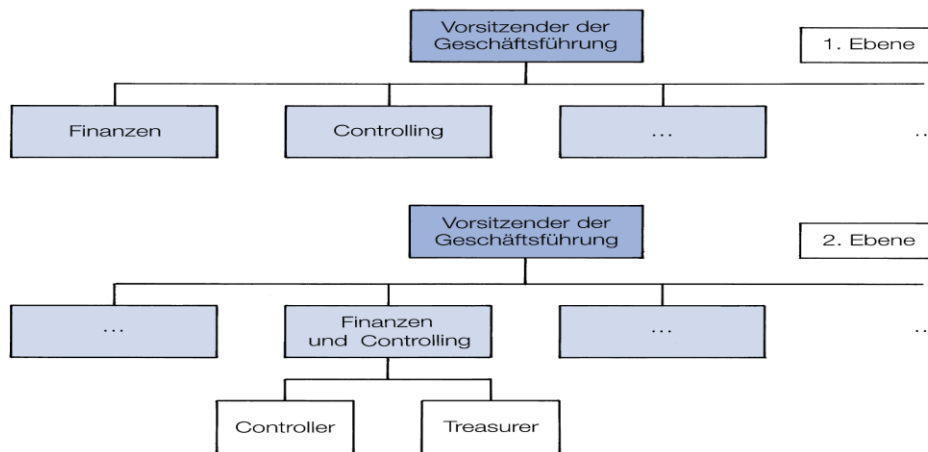 Vorsitzender der
Geschäftsführung
1. Ebene
Finanzen
Controlling
...
...
Vorsitzender der
Geschäftsführung
2. Ebene
...
Finanzen
und Controlling
...
...
Controller
Treasurer